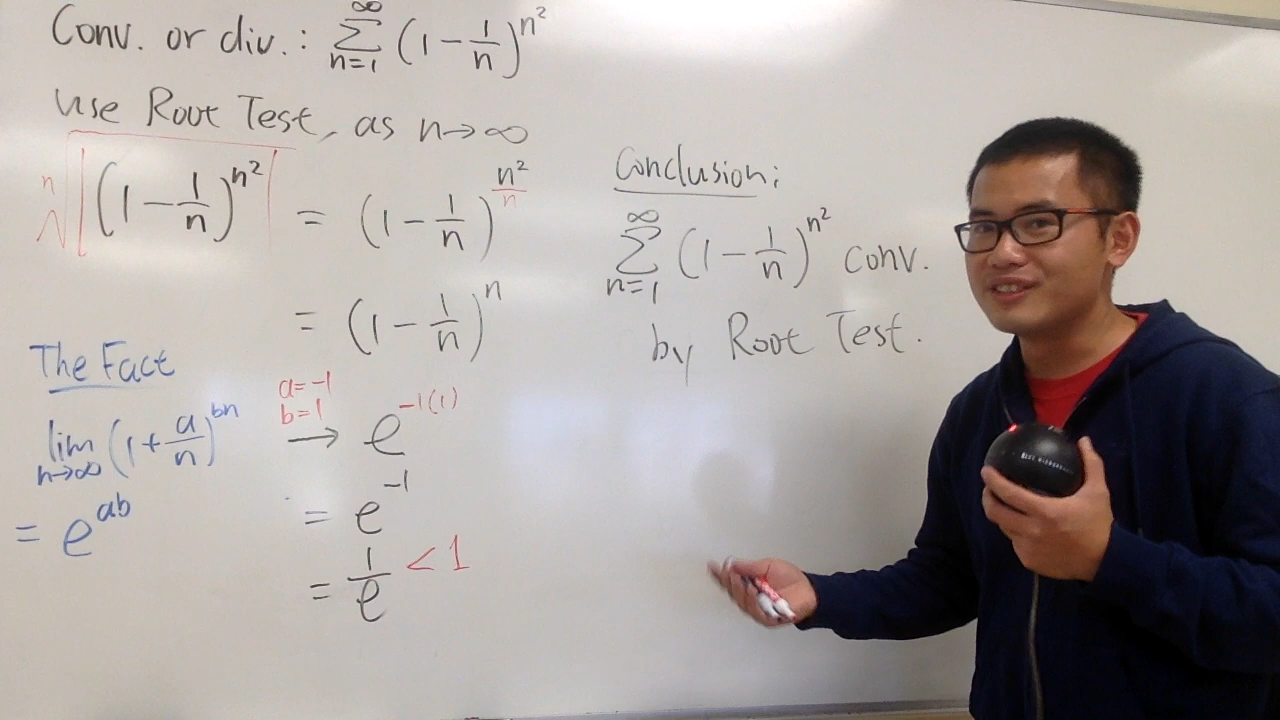 Conv. or div.: ∞∑n=1 (1 - 1/n)^n²
Use Root Test, as n→∞
ⁿ√|(1 - 1/n)^n²| = (1 - 1/n)^(n²/n)
= (1 - 1/n)^n
a=-1
b=1
→ e^-1(1)
= e^-1
= 1/e < 1
The Fact
lim n→∞ (1 + a/n)^bn
= e^ab
Conclusion:
∞∑n=1 (1 - 1/n)^n² conv.
by Root Test.